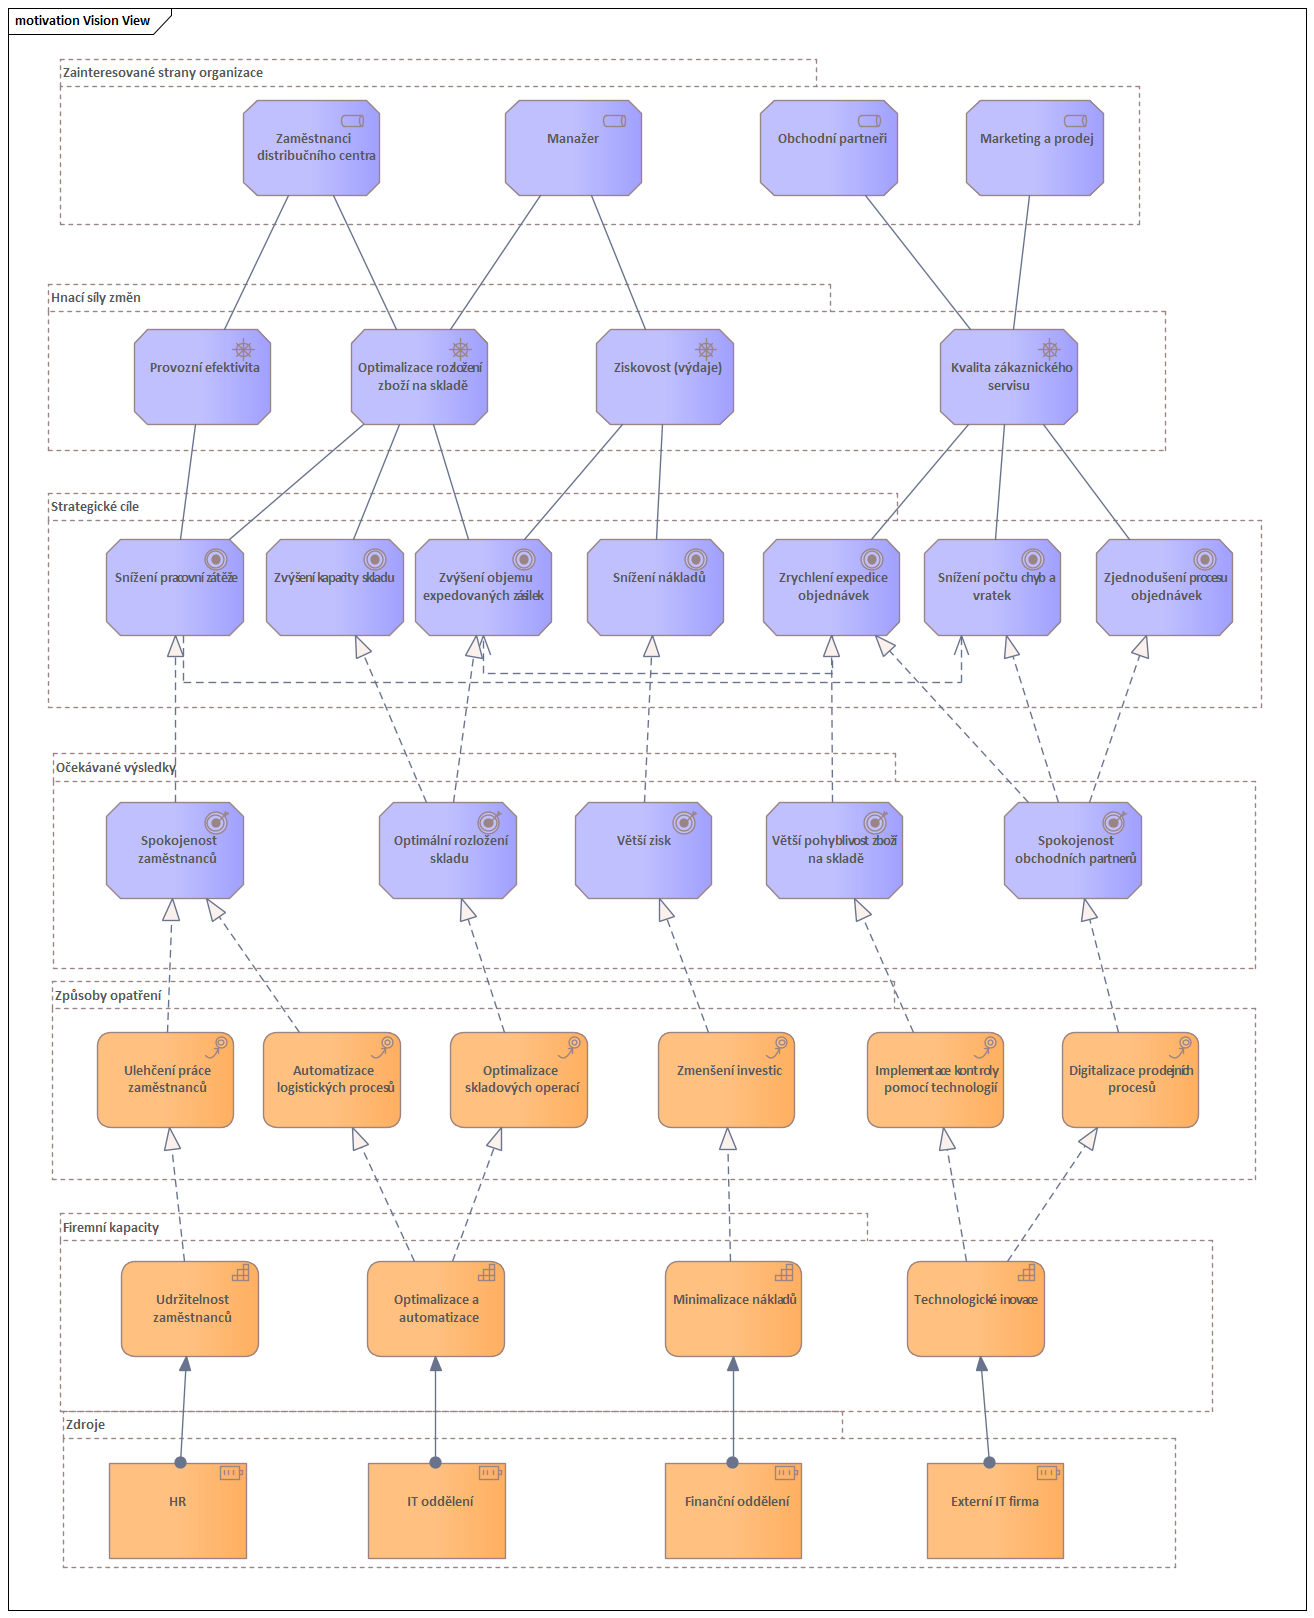 motivation Vision View
Zainteresované strany organizace
Zaměstnanci
distribučního centra
Manažer
Obchodní partneři
Marketing a prodej
Hnací síly změn
Provozní efektivita
Optimalizace rozložení
zboží na skladě
Ziskovost (výdaje)
Kvalita zákaznického
servisu
Strategické cíle
Snížení pracovní zátěže
Zvýšení kapacity skladu
Zvýšení objemu
expedovaných zásilek
Snížení nákladů
Zrychlení expedice
objednávek
Snížení počtu chyb a
vratek
Zjednodušení procesu
objednávek
Očekávané výsledky
Spokojenost
zaměstnanců
Optimální rozložení
skladu
Větší zisk
Větší pohyblivost zboží
na skladě
Spokojenost
obchodních partnerů
Způsoby opatření
Ulehčení práce
zaměstnanců
Automatizace
logistických procesů
Optimalizace
skladových operací
Zmenšení investic
Implementace kontroly
pomocí technologií
Digitalizace prodejních
procesů
Firemní kapacity
Udržitelnost
zaměstnanců
Optimalizace a
automatizace
Minimalizace nákladů
Technologické inovace
Zdroje
HR
IT oddělení
Finanční oddělení
Externí IT firma